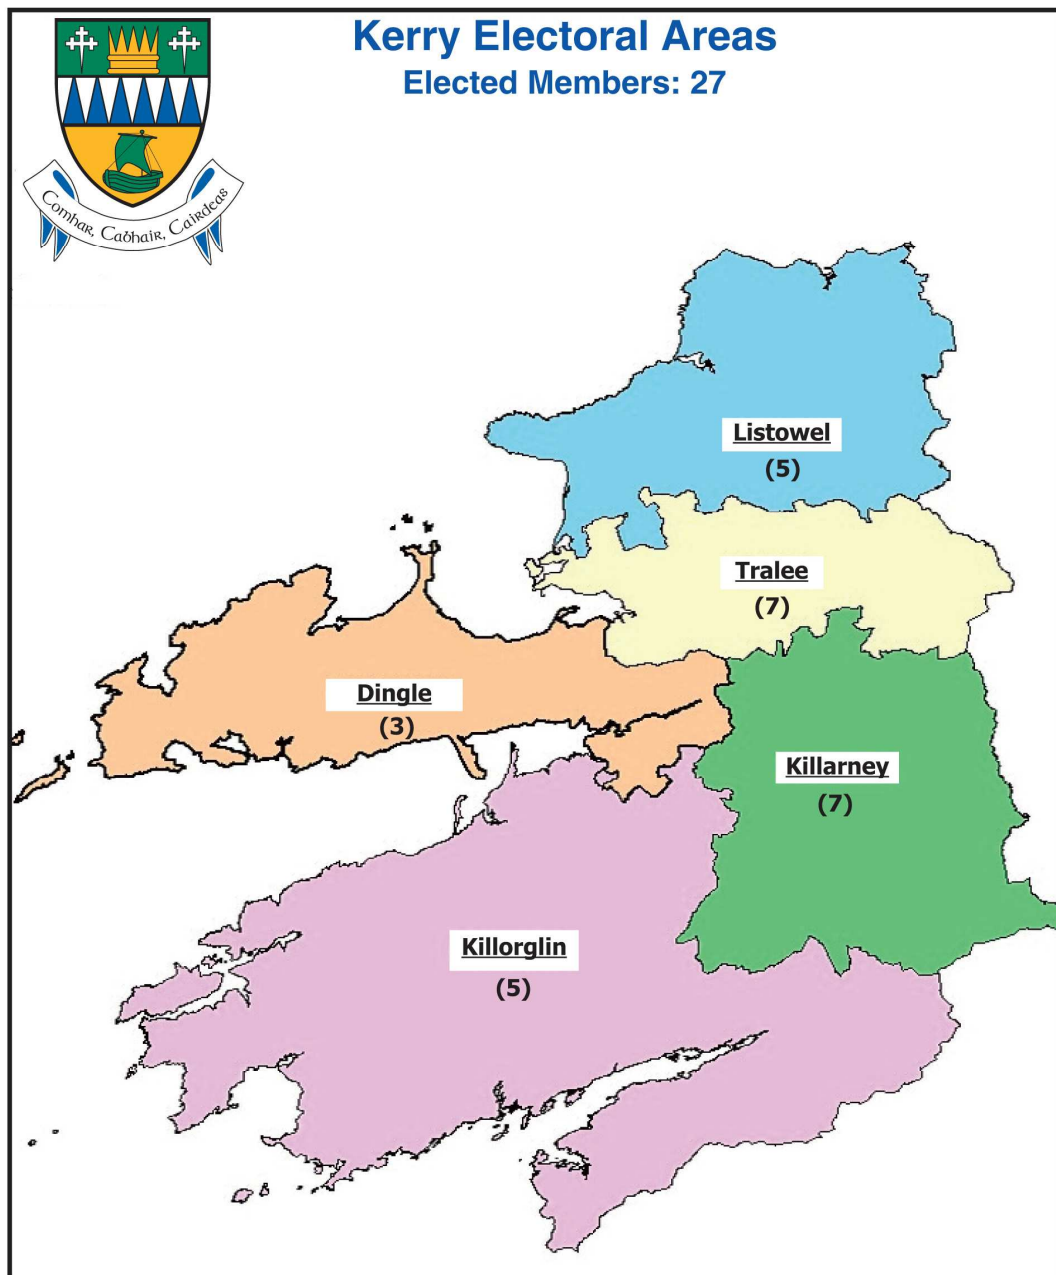 Kerry Electoral Areas
Elected Members: 27
Comhar, Cabhair, Cairdeas
Listowel
(5)
Tralee
(7)
Dingle
(3)
Killarney
(7)
Killorglin
(5)